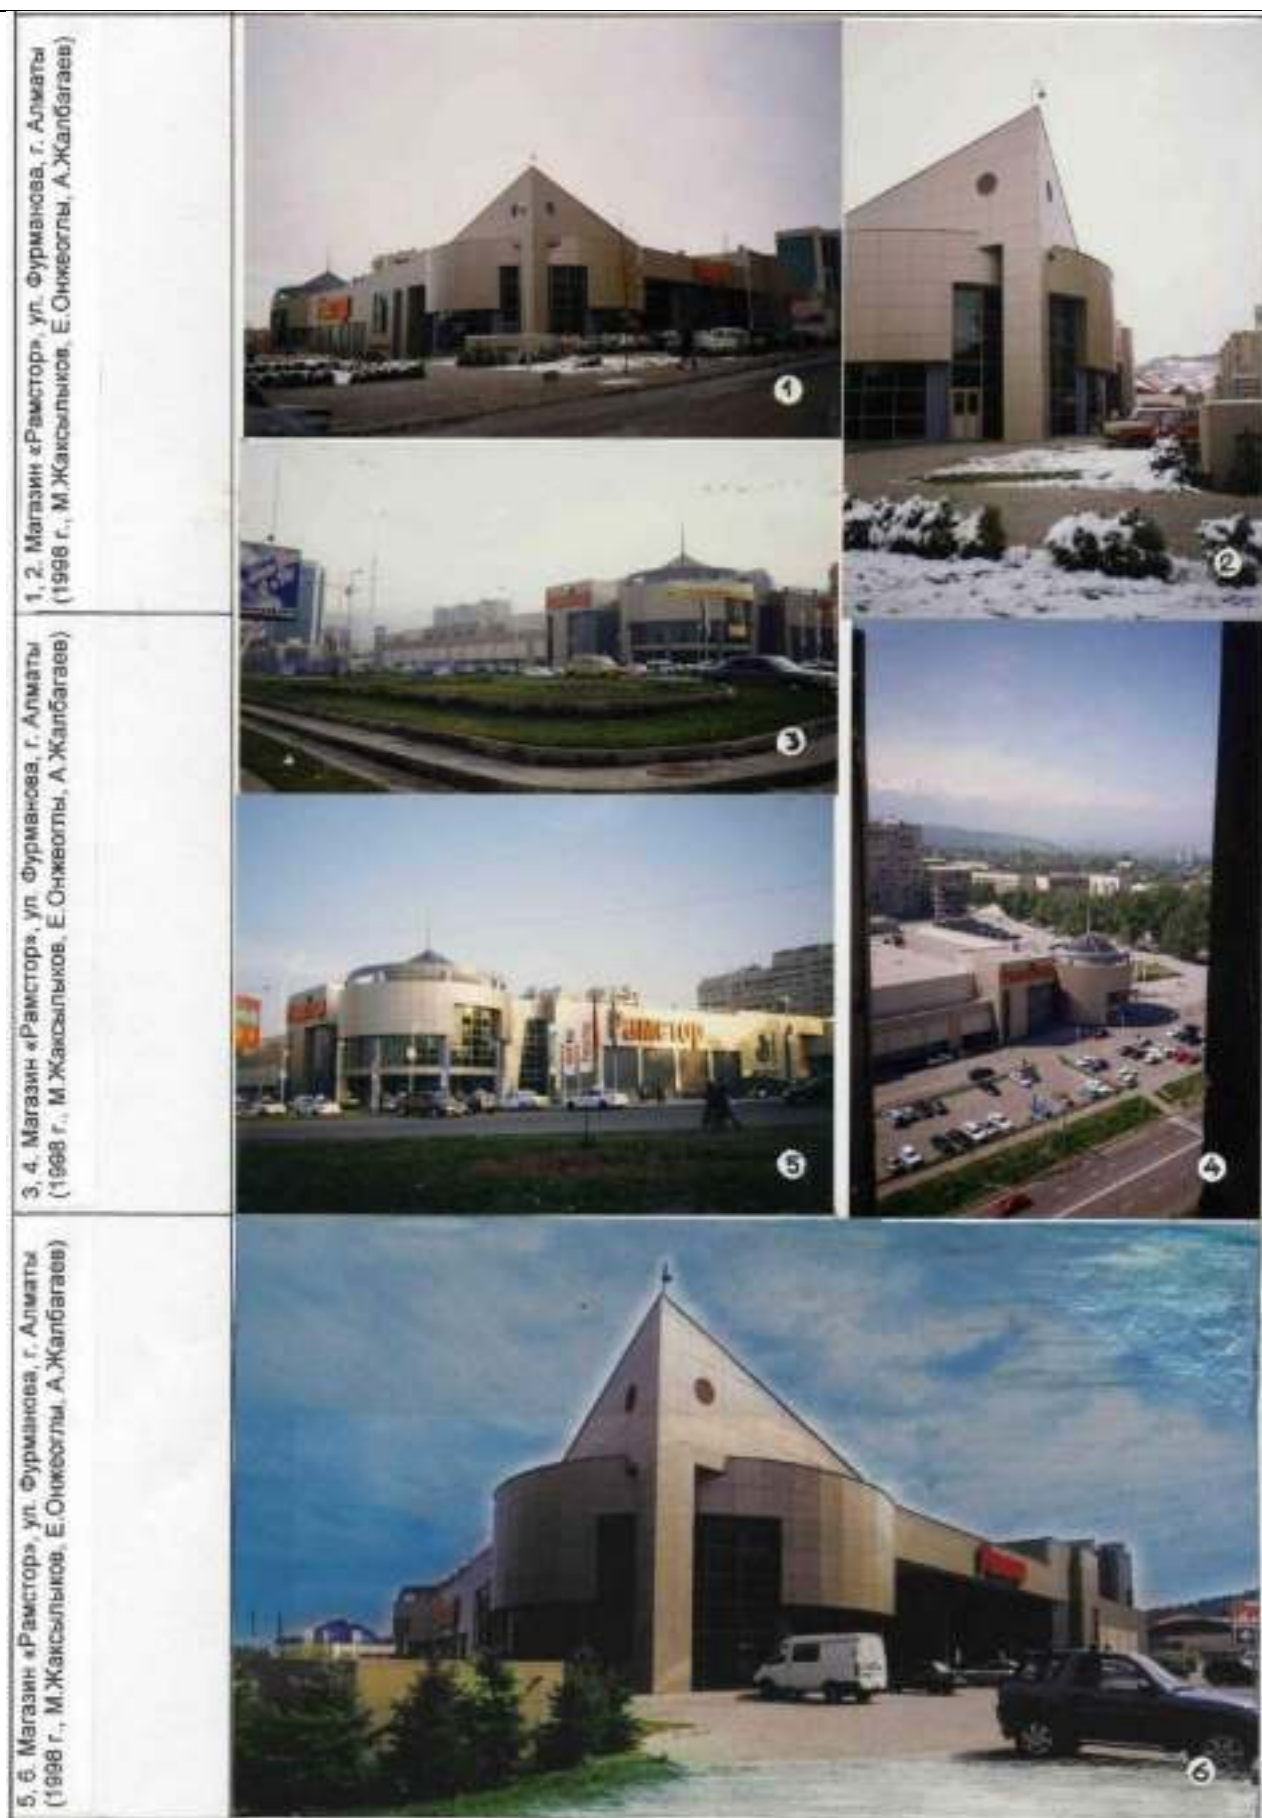 1, 2. Магазин «Рамстор», ул. Фурманова, г. Алматы
(1998 г., М.Жаксылыков, Е.Онжеоглы, А.Жалбагаев)
3, 4. Магазин «Рамстор», ул. Фурманова, г. Алматы
(1998 г., М.Жаксылыков, Е.Онжеоглы, А.Жалбагаев)
5, 6. Магазин «Рамстор», ул. Фурманова, г. Алматы
(1998 г., М.Жаксылыков, Е.Онжеоглы, А.Жалбагаев)
1
2
3
4
Рамстор
5
6